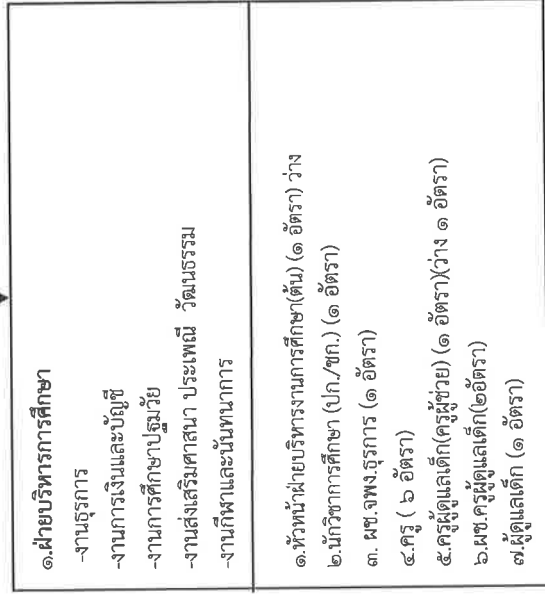 ๑.ฝ่ายบริหารการศึกษา
-งานธุรการ
-งานการเงินและบัญชี
-งานการศึกษาปฐมวัย
-งานส่งเสริมศาสนา ประเพณี วัฒนธรรม
-งานกีฬาและนันทนาการ
๑.หัวหน้าฝ่ายบริหารงานการศึกษา(ต้น) (๑ อัตรา) ว่าง
๒.นักวิชาการศึกษา (ปก./ชก.) (๑ อัตรา)
๓. ผช.จพง.ธุรการ (๑ อัตรา)
๔.ครู ( ๖ อัตรา)
๕.ครูผู้ดูแลเด็ก(ครูผู้ช่วย) (๑ อัตรา)(ว่าง ๑ อัตรา)
๖.ผช.ครูผู้ดูแลเด็ก(๒อัตรา)
๗.ผู้ดูแลเด็ก (๑ อัตรา)